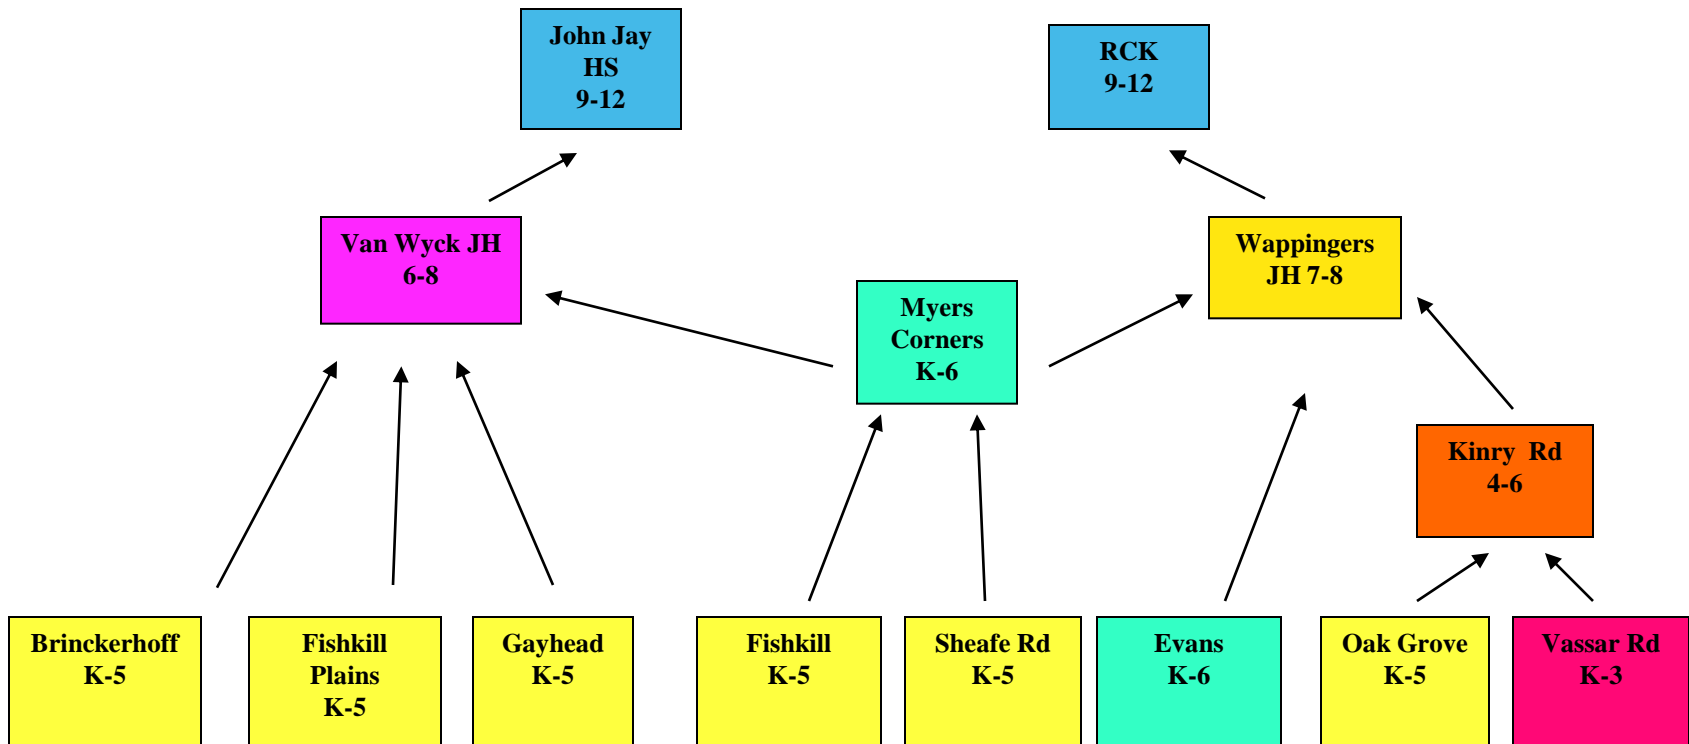 John Jay
HS
9-12
RCK
9-12
Van Wyck JH
6-8
Wappingers
JH 7-8
Myers
Corners
K-6
Kinry Rd
4-6
Brinckerhoff
K-5
Fishkill
Plains
K-5
Gayhead
K-5
Fishkill
K-5
Sheafe Rd
K-5
Evans
K-6
Oak Grove
K-5
Vassar Rd
K-3